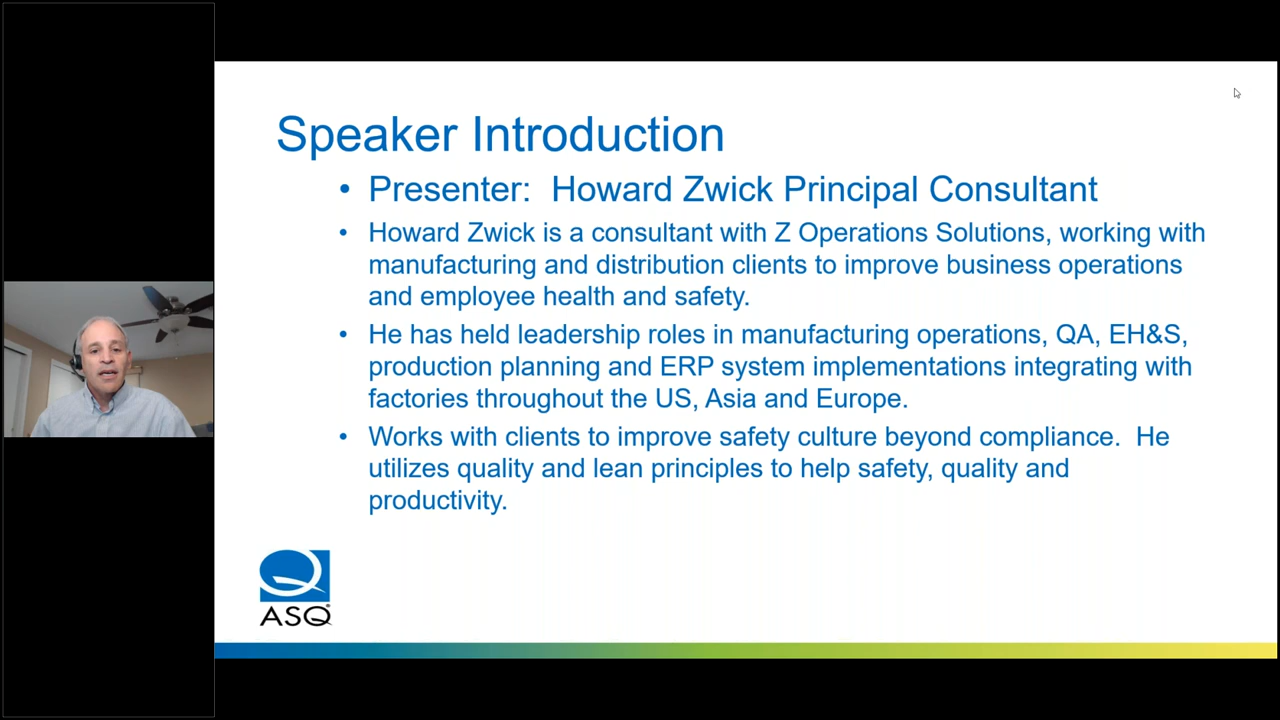 Speaker Introduction
• Presenter:  Howard Zwick Principal Consultant
• Howard Zwick is a consultant with Z Operations Solutions, working with
manufacturing and distribution clients to improve business operations
and employee health and safety.
• He has held leadership roles in manufacturing operations, QA, EH&S,
production planning and ERP system implementations integrating with
factories throughout the US, Asia and Europe.
• Works with clients to improve safety culture beyond compliance.  He
utilizes quality and lean principles to help safety, quality and
productivity.
ASQ